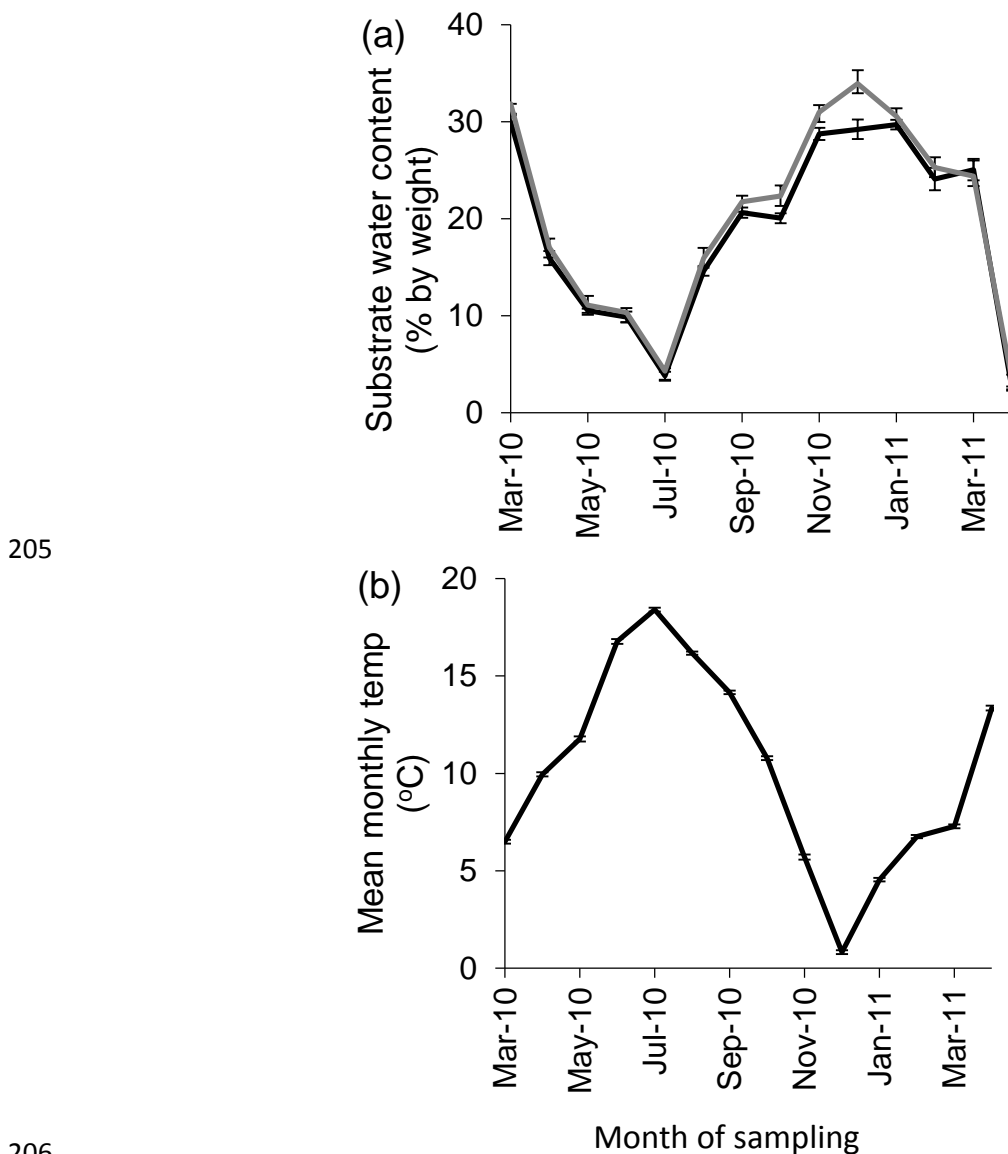 (a)
Substrate water content
(% by weight)
40
30
20
10
0
Mar-10
May-10
Jul-10
Sep-10
Nov-10
Jan-11
Mar-11
205
(b)
Mean monthly temp
(ºC)
20
15
10
5
0
Mar-10
May-10
Jul-10
Sep-10
Nov-10
Jan-11
Mar-11
Month of sampling
206